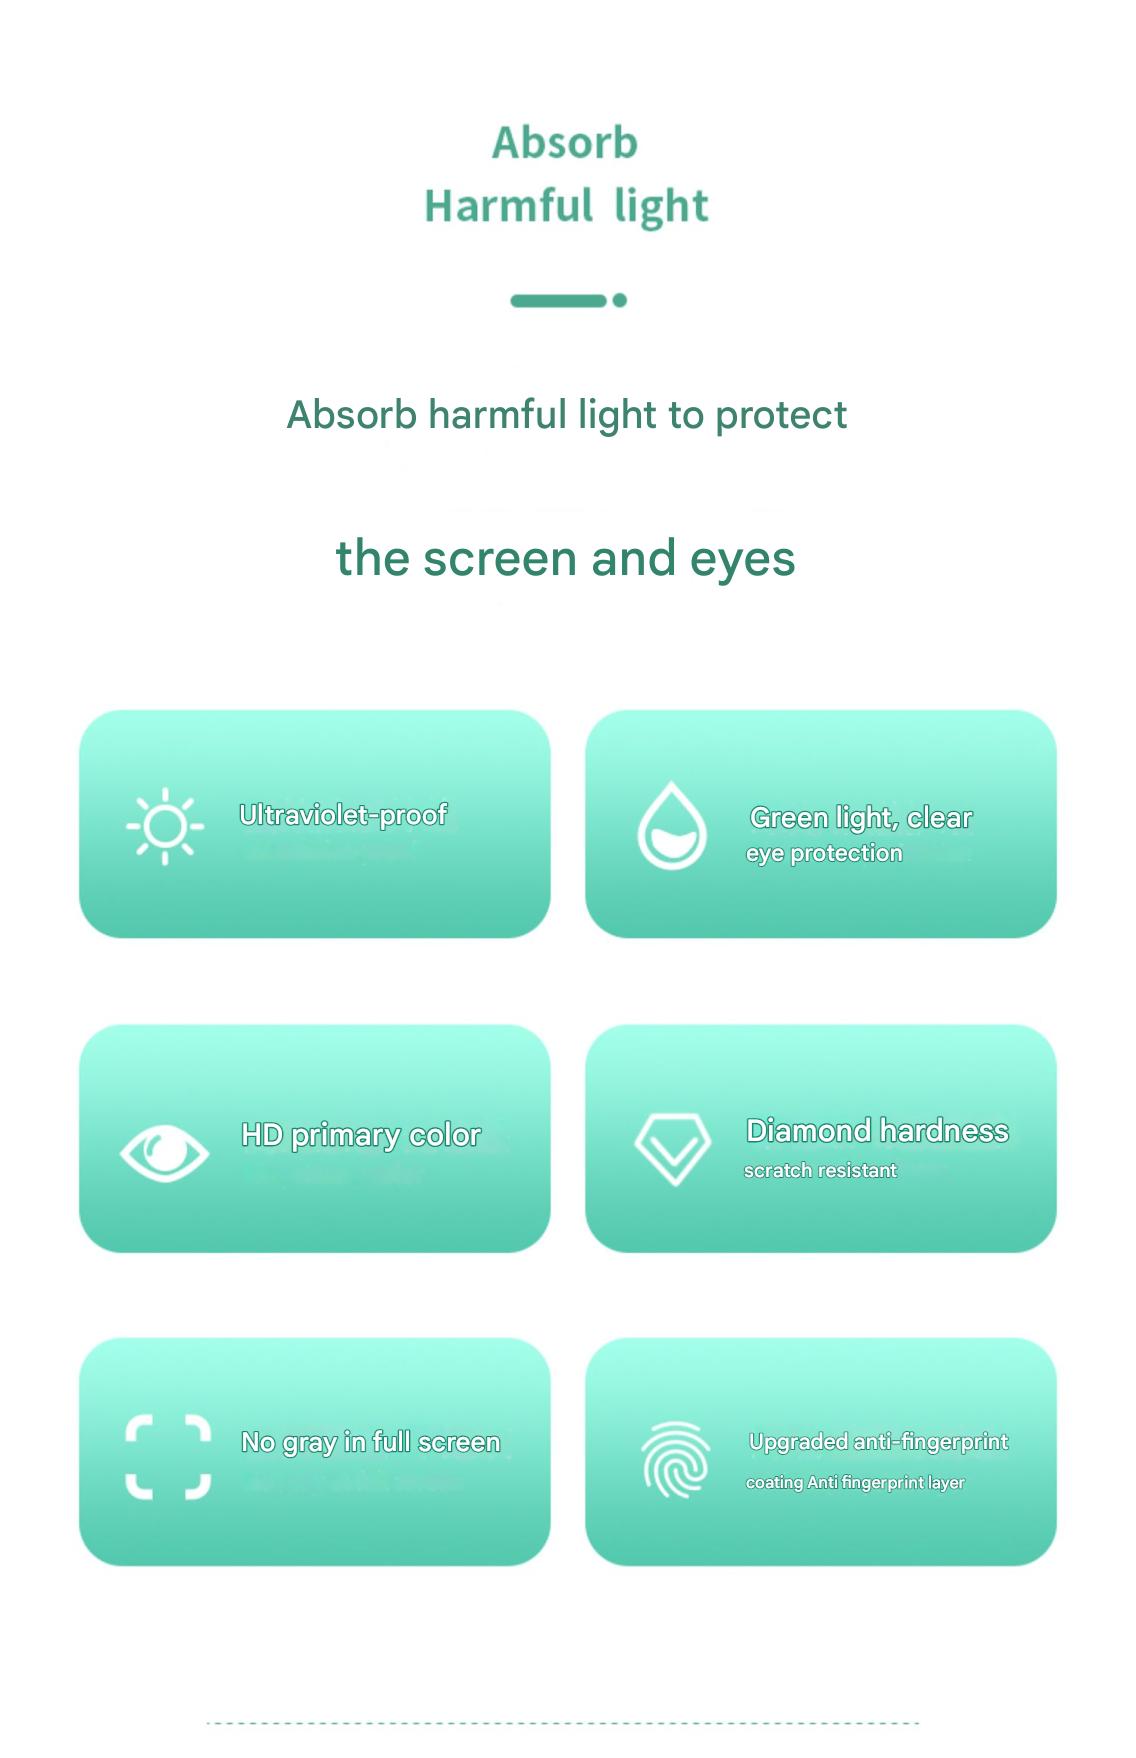 Absorb
Harmful light
Absorb harmful light to protect
the screen and eyes
Ultraviolet-proof
Green light, clear
eye protection
HD primary color
Diamond hardness
scratch resistant
No gray in full screen
Upgraded anti-fingerprint
coating Anti fingerprint layer